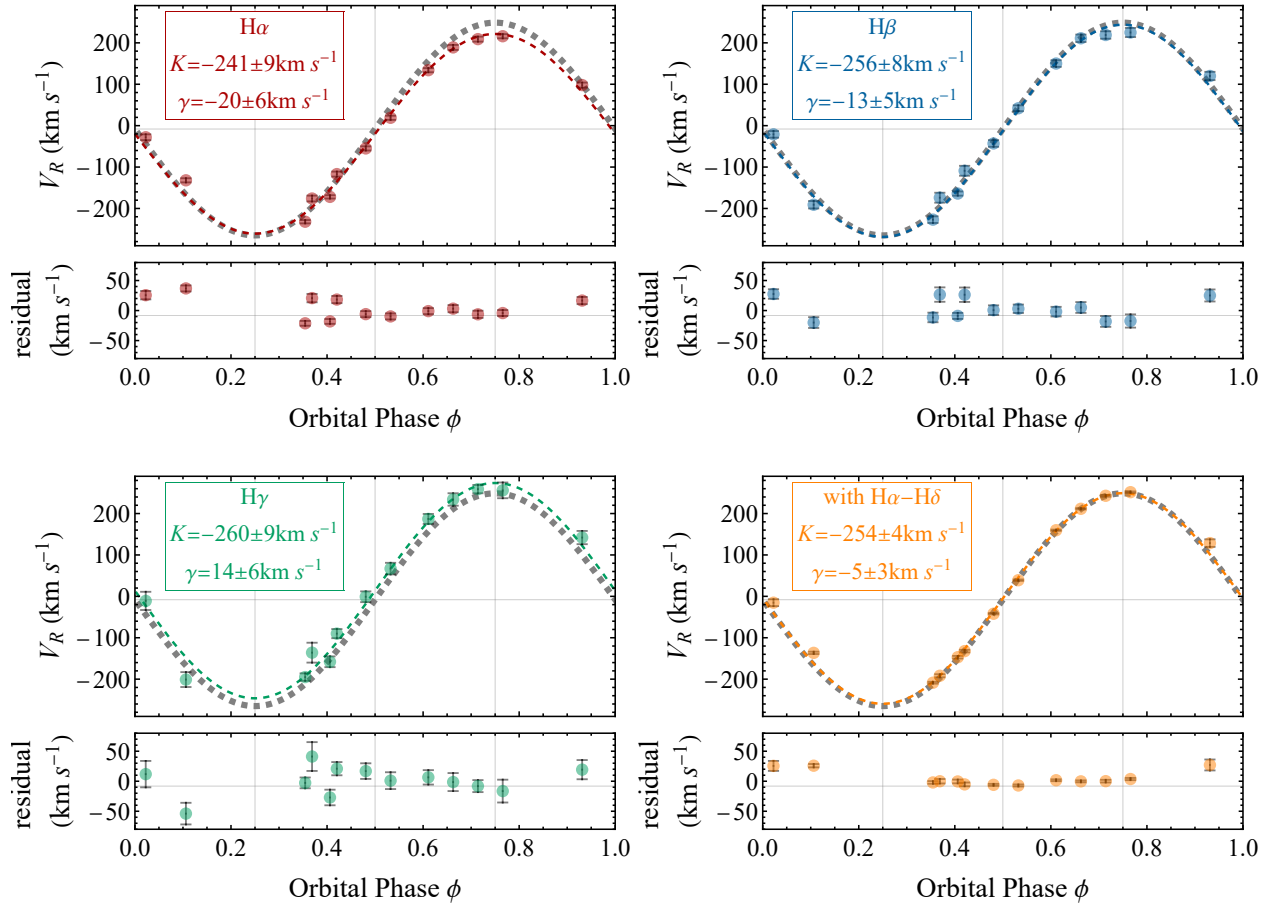 Hα
K=−241±9km s⁻¹
γ=−20±6km s⁻¹
V_R (km s⁻¹)
200
100
0
−100
−200
residual
(km s⁻¹)
50
0
−50
0.0 0.2 0.4 0.6 0.8 1.0
Orbital Phase ϕ
Hβ
K=−256±8km s⁻¹
γ=−13±5km s⁻¹
V_R (km s⁻¹)
200
100
0
−100
−200
residual
(km s⁻¹)
50
0
−50
0.0 0.2 0.4 0.6 0.8 1.0
Orbital Phase ϕ
Hγ
K=−260±9km s⁻¹
γ=14±6km s⁻¹
V_R (km s⁻¹)
200
100
0
−100
−200
residual
(km s⁻¹)
50
0
−50
0.0 0.2 0.4 0.6 0.8 1.0
Orbital Phase ϕ
with Hα−Hδ
K=−254±4km s⁻¹
γ=−5±3km s⁻¹
V_R (km s⁻¹)
200
100
0
−100
−200
residual
(km s⁻¹)
50
0
−50
0.0 0.2 0.4 0.6 0.8 1.0
Orbital Phase ϕ